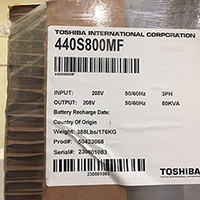 TOSHIBA INTERNATIONAL CORPORATION
440S800MF
440S800MF
INPUT: 208V 50/60Hz 3PH
OUTPUT: 208V 50/60Hz 80KVA
Battery Recharge Date:
Country Of Origin :
Weight: 388Lbs/176KG
Prod#: 50423068
Serial#: 230601083
230601083
TOSHIBA